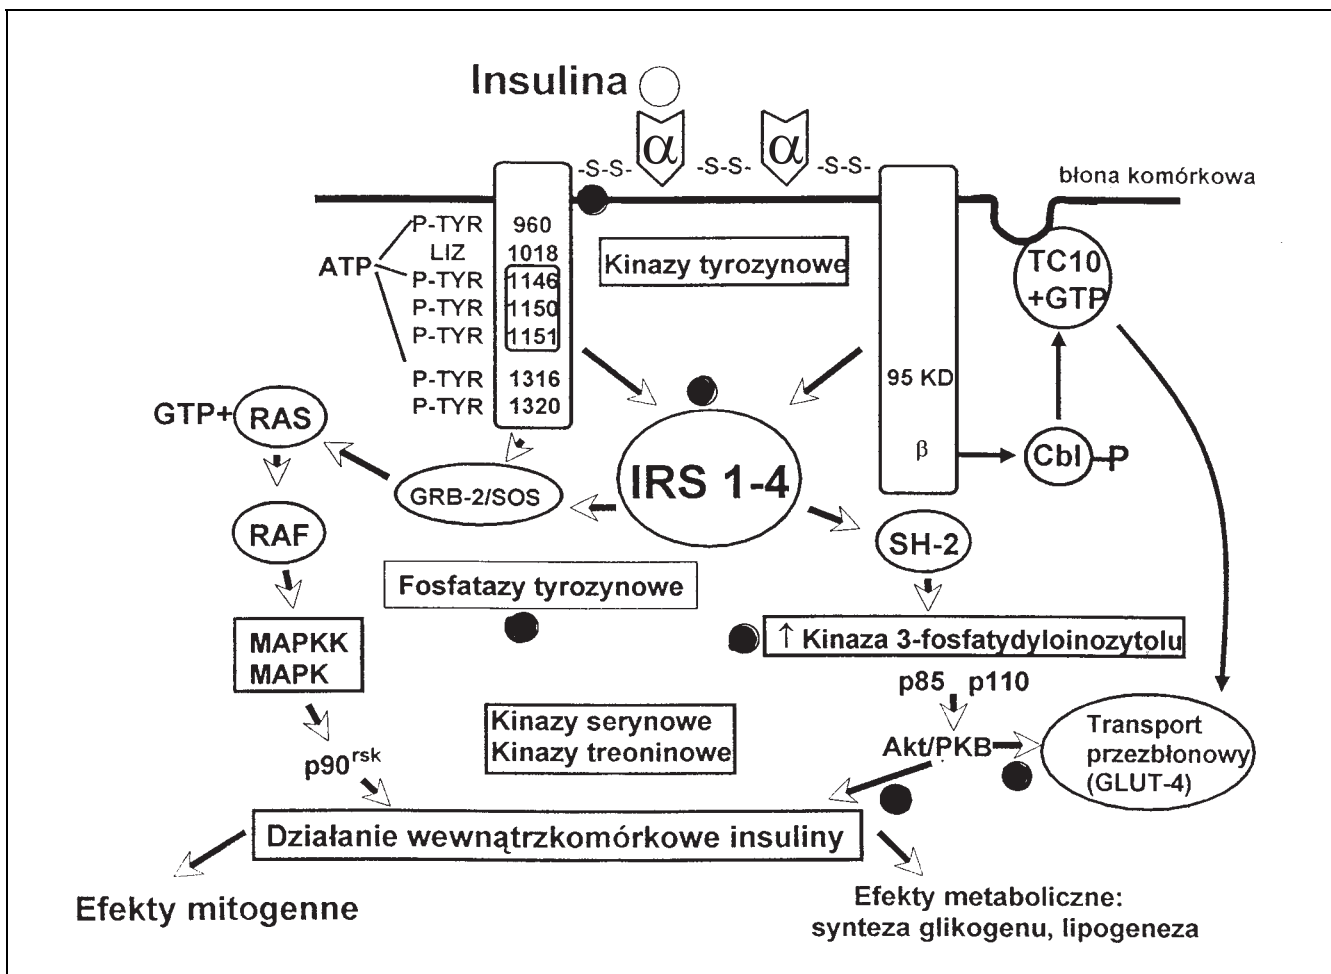 Insulina
α
α
-S-S-
-S-S-
-S-S-
błona komórkowa
P-TYR 960
LIZ 1018
ATP
P-TYR 1146
P-TYR 1150
P-TYR 1151
P-TYR 1316
P-TYR 1320
Kinazy tyrozynowe
TC10
+GTP
95 KD
β
Cbl-P
GTP+ RAS
GRB-2/SOS
IRS 1-4
SH-2
RAF
Fosfatazy tyrozynowe
MAPKK
MAPK
↑ Kinaza 3-fosfatydyloinozytolu
p85 p110
Kinazy serynowe
Kinazy treoninowe
Akt/PKB
Transport
przezbłonowy
(GLUT-4)
p90rsk
Działanie wewnątrzkomórkowe insuliny
Efekty mitogenne
Efekty metaboliczne:
synteza glikogenu, lipogeneza